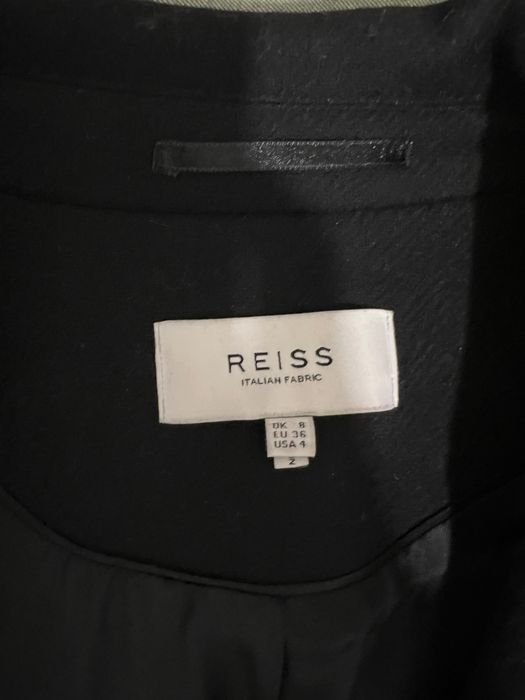 REISS
ITALIAN FABRIC
UK 8
EU 36
USA 4
2